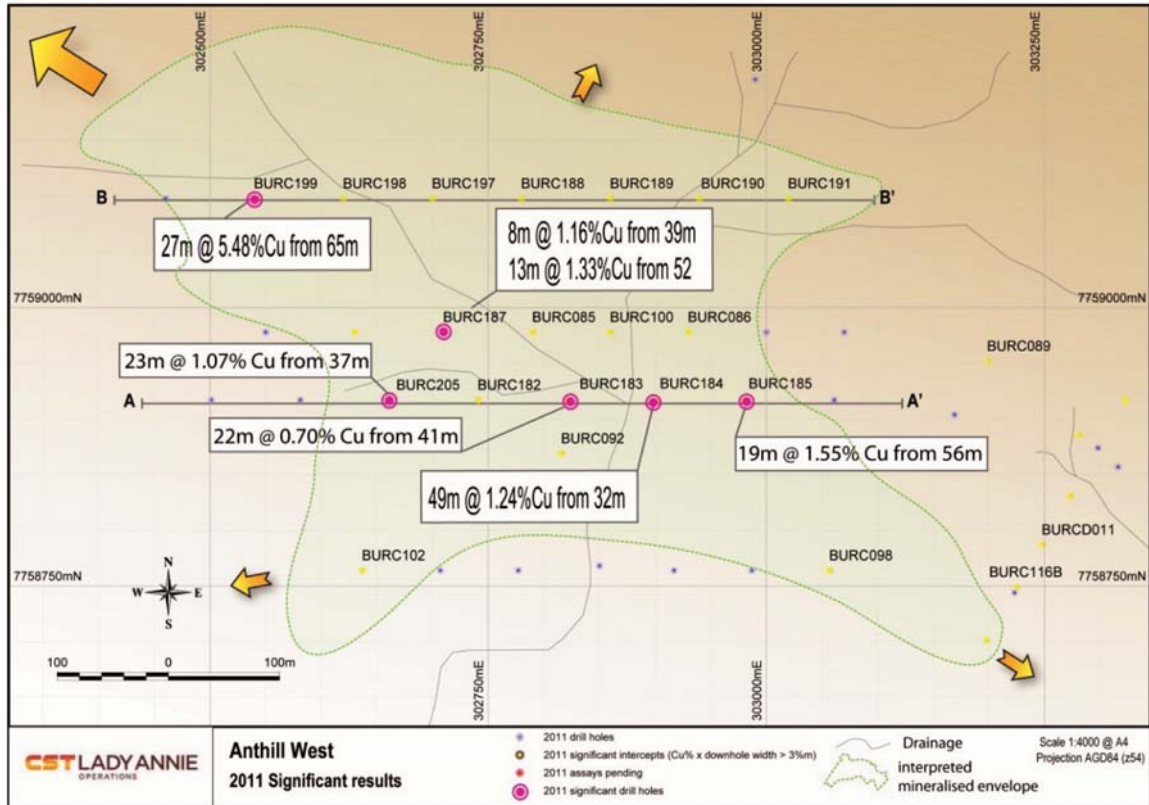 302500mE
302750mE
303000mE
303250mE
B
BURC199
BURC198
BURC197
BURC188
BURC189
BURC190
BURC191
B'
27m @ 5.48%Cu from 65m
8m @ 1.16%Cu from 39m
13m @ 1.33%Cu from 52
7759000mN
7759000mN
BURC187
BURC085
BURC100
BURC086
BURC089
23m @ 1.07% Cu from 37m
A
BURC205
BURC182
BURC183
BURC184
BURC185
A'
22m @ 0.70% Cu from 41m
BURC092
19m @ 1.55% Cu from 56m
49m @ 1.24%Cu from 32m
BURC102
BURC098
BURCD011
BURC116B
7758750mN
7758750mN
N
W
E
S
100
0
100m
302750mE
303000mE
303250mE
CST LADY ANNIE
OPERATIONS
Anthill West
2011 Significant results
2011 drill holes
2011 significant intercepts (Cu% x downhole width > 3%m)
2011 assays pending
2011 significant drill holes
Drainage
interpreted
mineralised envelope
Scale 1:4000 @ A4
Projection AGD84 (z54)